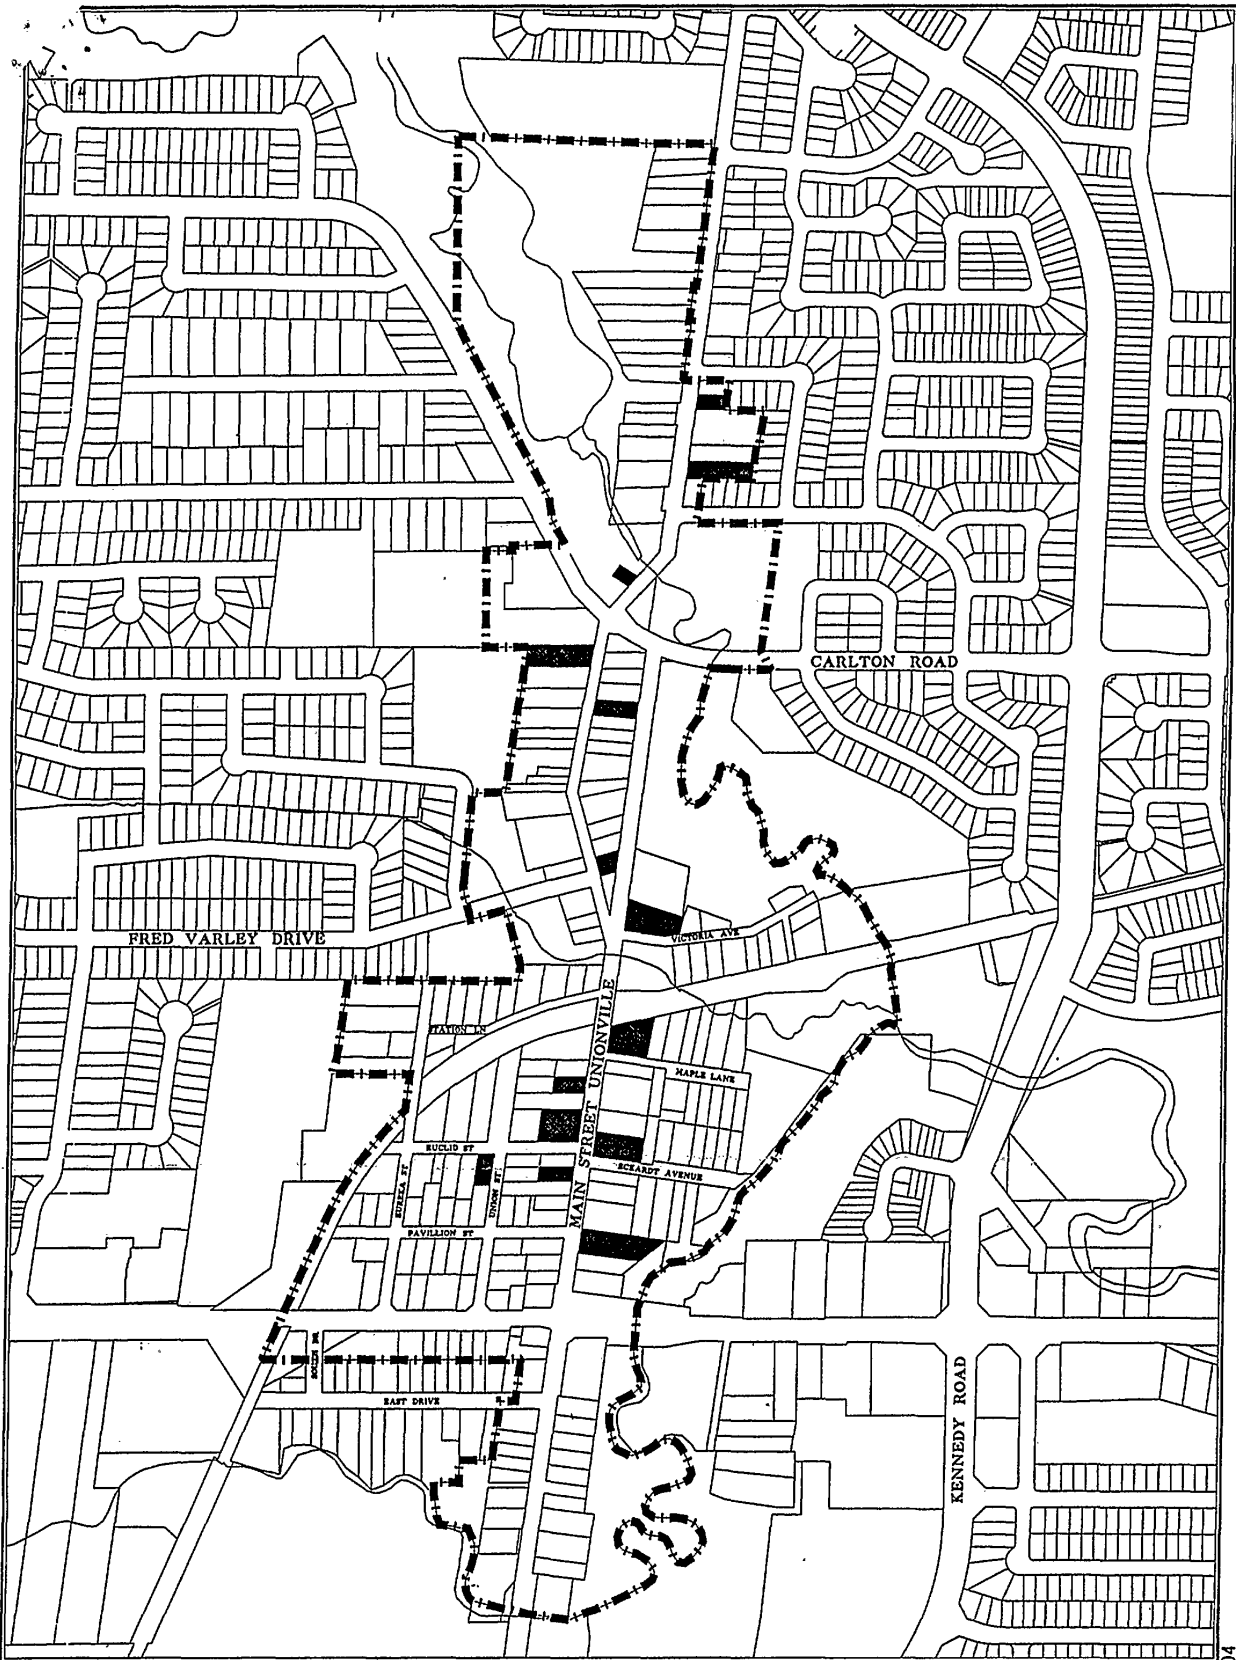 CARLTON ROAD
FRED VARLEY DRIVE
VICTORIA AVE
STATION LN
MAIN STREET UNIONVILLE
MAPLE LANE
EUCLID ST
ECKARDT AVENUE
EUREKA ST
UNION ST
PAVILLION ST
EAST DRIVE
KENNEDY ROAD
04